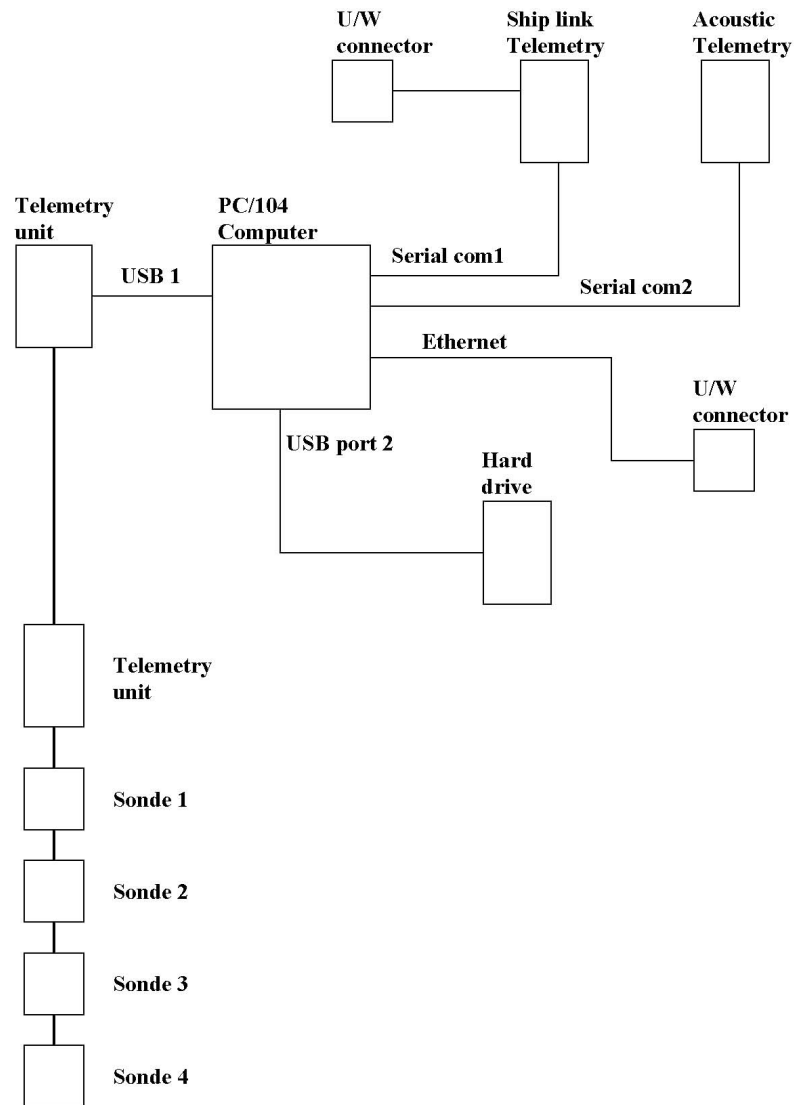 U/W
connector
Ship link
Telemetry
Acoustic
Telemetry
Telemetry
unit
PC/104
Computer
USB 1
Serial com1
Serial com2
Ethernet
U/W
connector
USB port 2
Hard
drive
Telemetry
unit
Sonde 1
Sonde 2
Sonde 3
Sonde 4